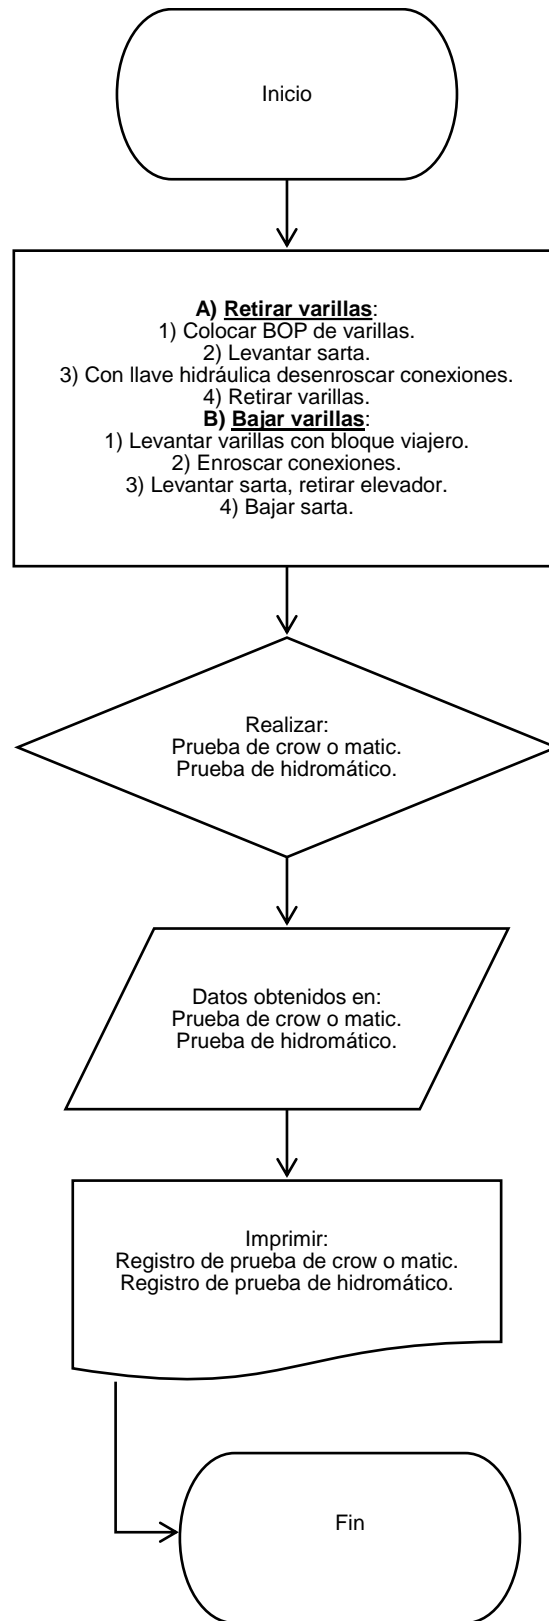 Inicio
A) Retirar varillas:
1) Colocar BOP de varillas.
2) Levantar sarta.
3) Con llave hidráulica desenroscar conexiones.
4) Retirar varillas.
B) Bajar varillas:
1) Levantar varillas con bloque viajero.
2) Enroscar conexiones.
3) Levantar sarta, retirar elevador.
4) Bajar sarta.
Realizar:
Prueba de crow o matic.
Prueba de hidromático.
Datos obtenidos en:
Prueba de crow o matic.
Prueba de hidromático.
Imprimir:
Registro de prueba de crow o matic.
Registro de prueba de hidromático.
Fin